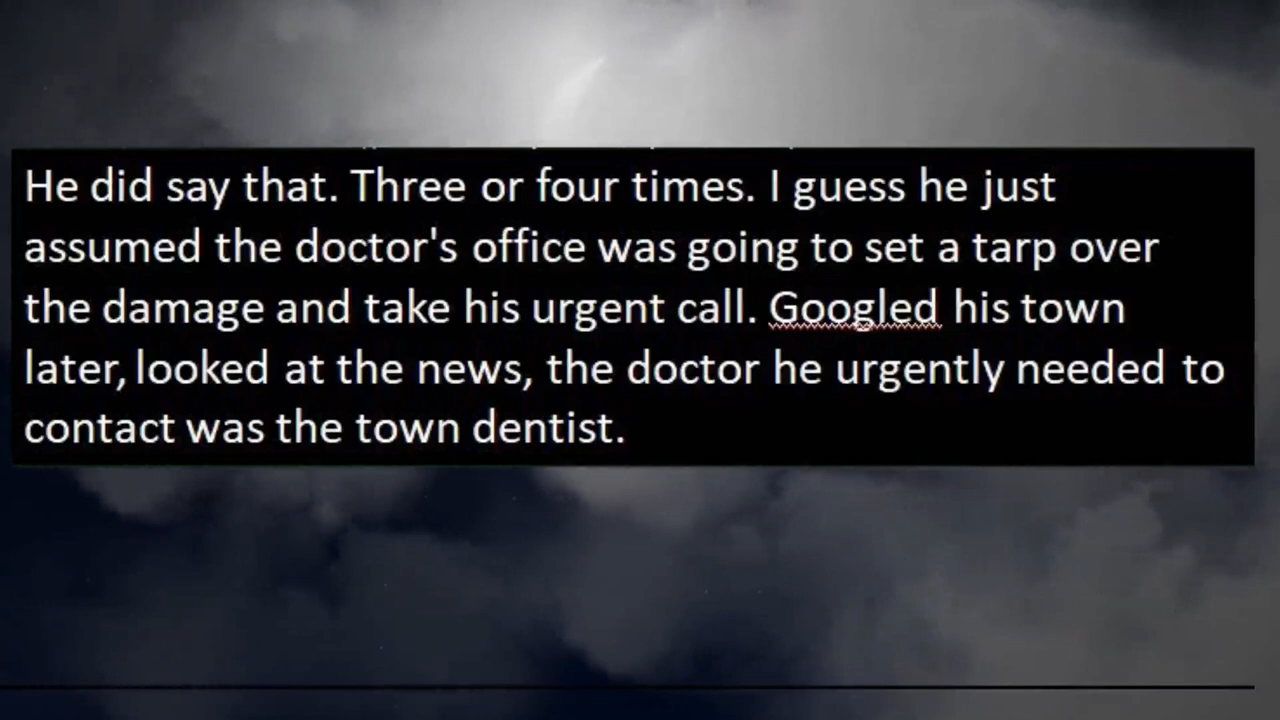 He did say that. Three or four times. I guess he just
assumed the doctor's office was going to set a tarp over
the damage and take his urgent call. Googled his town
later, looked at the news, the doctor he urgently needed to
contact was the town dentist.